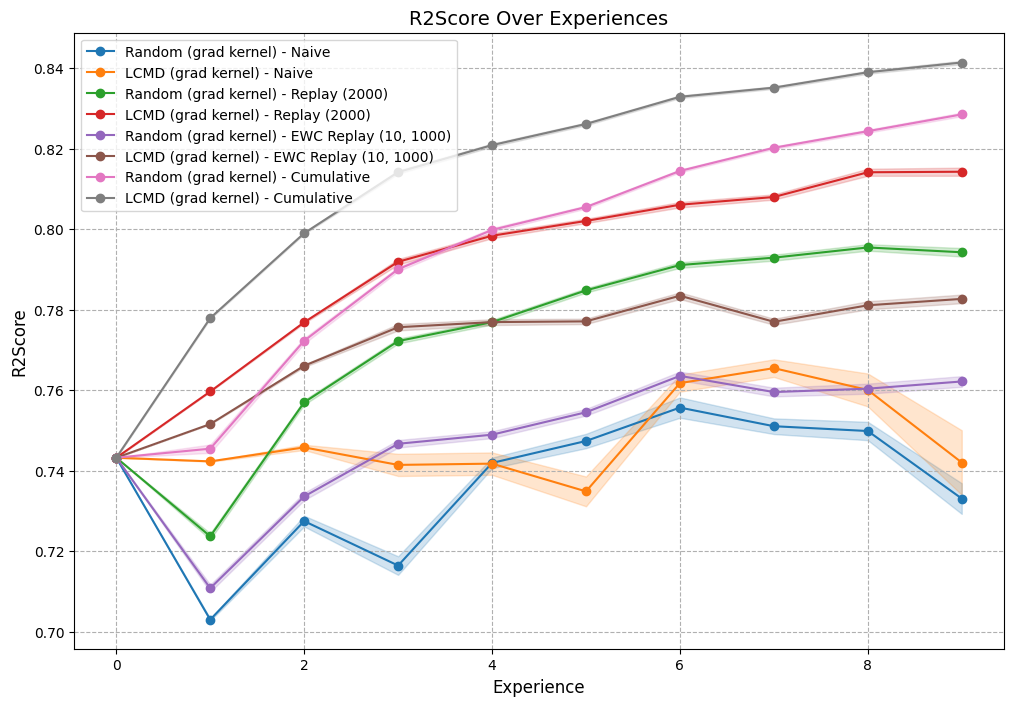 R2Score Over Experiences
Random (grad kernel) - Naive
LCMD (grad kernel) - Naive
Random (grad kernel) - Replay (2000)
LCMD (grad kernel) - Replay (2000)
Random (grad kernel) - EWC Replay (10, 1000)
LCMD (grad kernel) - EWC Replay (10, 1000)
Random (grad kernel) - Cumulative
LCMD (grad kernel) - Cumulative
R2Score
0.84
0.82
0.80
0.78
0.76
0.74
0.72
0.70
0 2 4 6 8
Experience